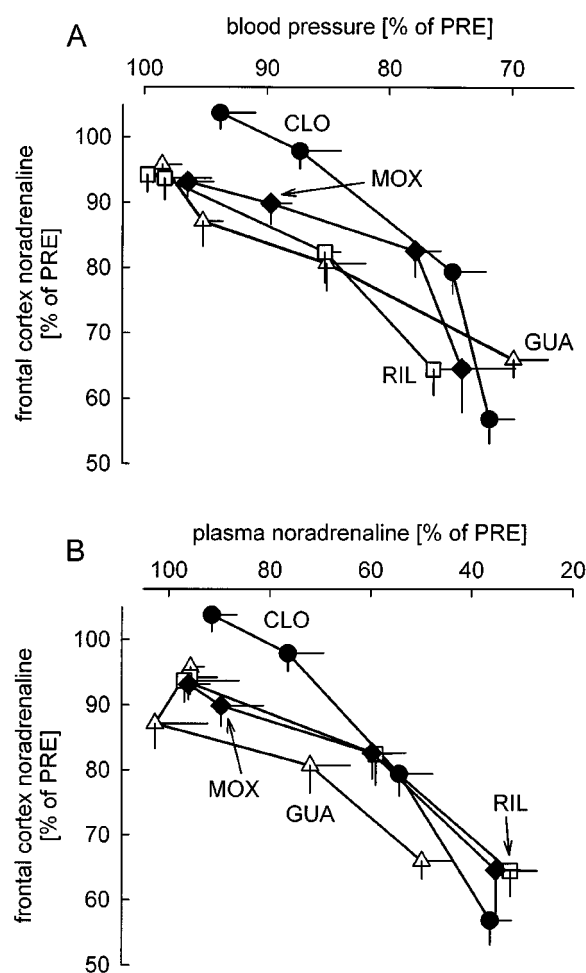 A
blood pressure [% of PRE]
100
90
80
70
frontal cortex noradrenaline
[% of PRE]
100
90
80
70
60
50
CLO
MOX
GUA
RIL
B
plasma noradrenaline [% of PRE]
100
80
60
40
20
frontal cortex noradrenaline
[% of PRE]
100
90
80
70
60
50
CLO
MOX
GUA
RIL